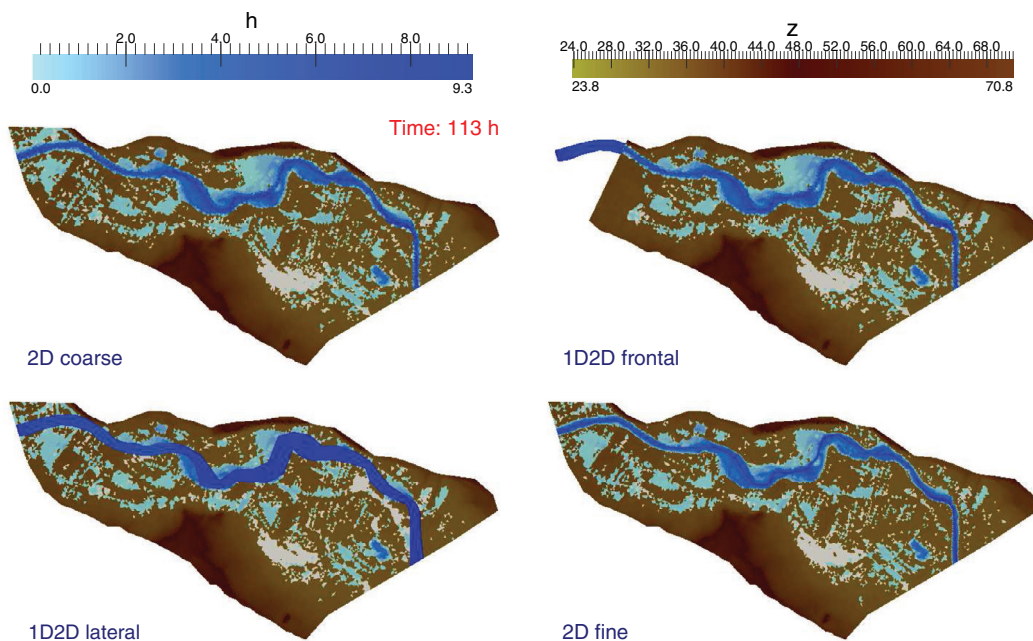 h
2.0 4.0 6.0 8.0
0.0 9.3
z
24.0 28.0 32.0 36.0 40.0 44.0 48.0 52.0 56.0 60.0 64.0 68.0
23.8 70.8
Time: 113 h
2D coarse
1D2D frontal
1D2D lateral
2D fine